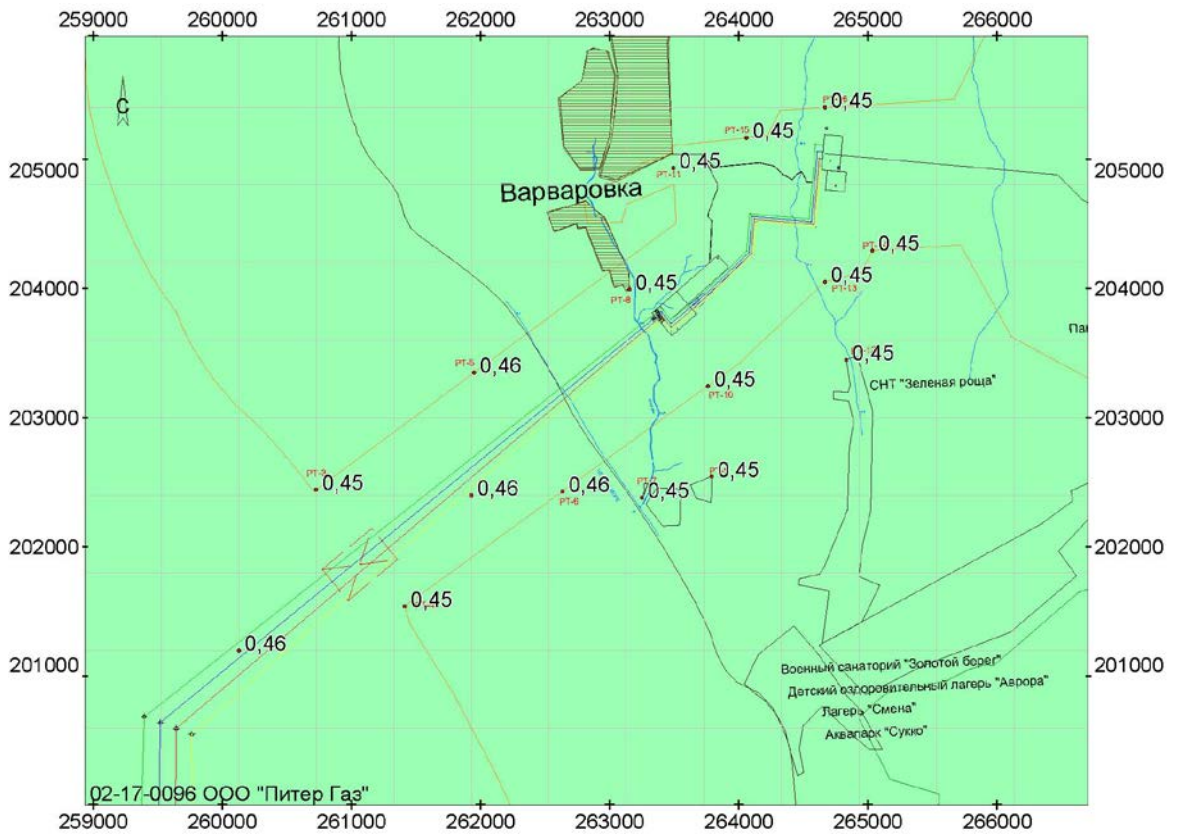 259000 260000 261000 262000 263000 264000 265000 266000
С
0,45
РТ-15 0,45
205000 205000
0,45
РТ-11
Варваровка
0,45
0,45
РТ-13
204000 204000
0,45
РТ-8
0,45
РТ-5 0,46
СНТ "Зеленая роща"
0,45
РТ-10
203000 203000
РТ-3
0,45
0,46
0,46
РТ-6
РТ-7
0,45
0,45
202000 202000
0,45
0,46
201000 201000
Военный санаторий "Золотой берег"
Детский оздоровительный лагерь "Аврора"
Лагерь "Смена"
Аквапарк "Сукко"
02-17-0096 ООО "Питер Газ"
259000 260000 261000 262000 263000 264000 265000 266000